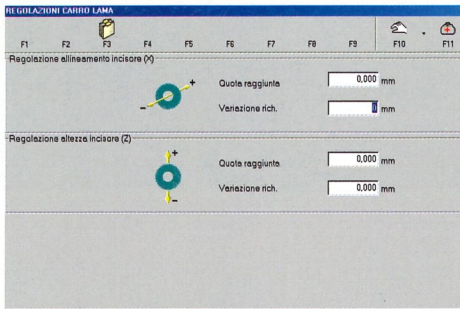 REGOLAZIONI CARRO LAMA
F1 F2 F3 F4 F5 F6 F7 F8 F9 F10 F11
Regolazione allineamento incisore (X)
+
-
Quota raggiunta 0,000 mm
Variazione rich. 0 mm
Regolazione altezza incisore (Z)
+
-
Quota raggiunta 0,000 mm
Variazione rich. 0,000 mm